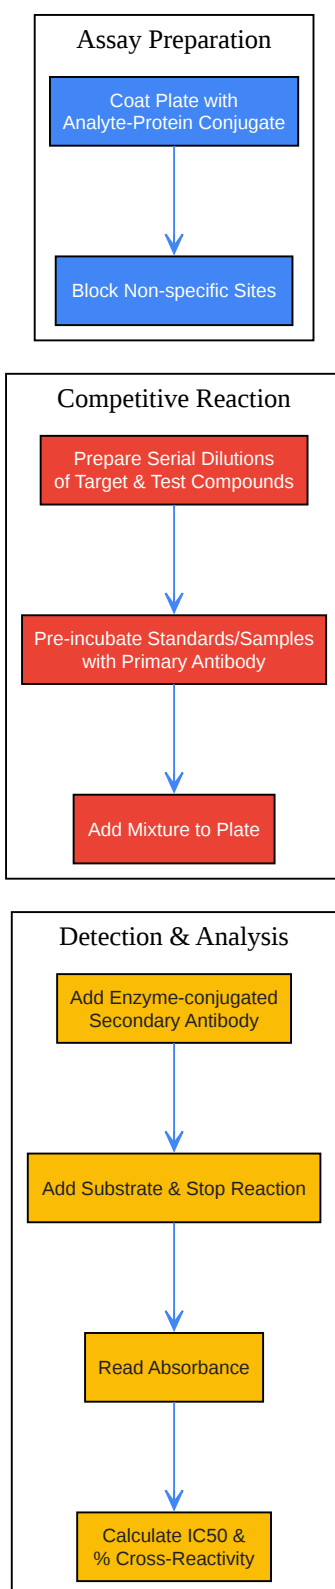 Assay Preparation
Coat Plate with
Analyte-Protein Conjugate
Block Non-specific Sites
Competitive Reaction
Prepare Serial Dilutions
of Target & Test Compounds
Pre-incubate Standards/Samples
with Primary Antibody
Add Mixture to Plate
Detection & Analysis
Add Enzyme-conjugated
Secondary Antibody
Add Substrate & Stop Reaction
Read Absorbance
Calculate IC50 &
% Cross-Reactivity